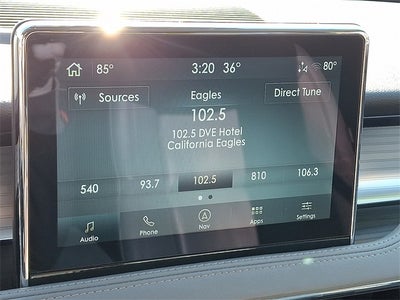 85° 3:20 36° 4 80°
Sources Eagles Direct Tune
102.5
102.5 DVE Hotel
California Eagles
540 93.7 102.5 810 106.3
Audio Phone Nav Apps Settings